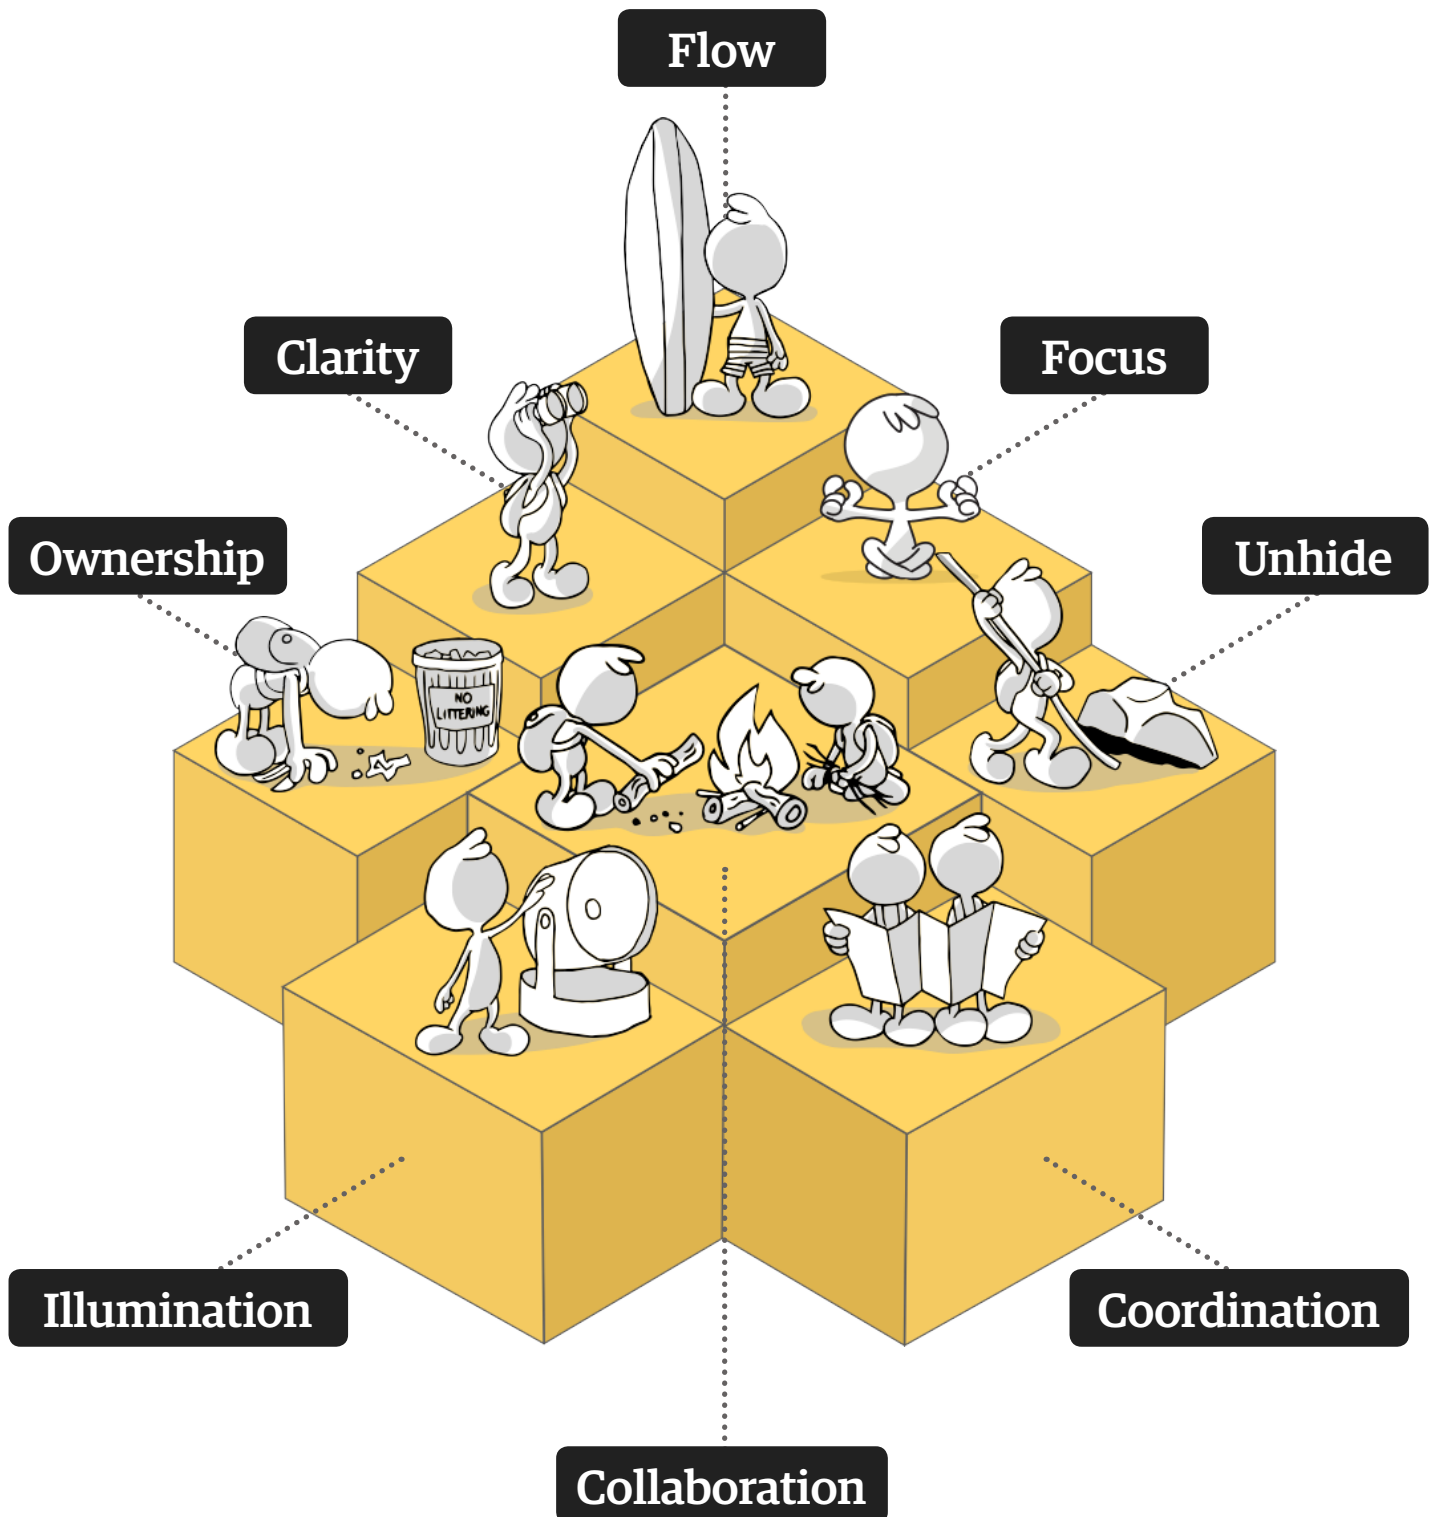 Flow
Clarity
Focus
Ownership
Unhide
NO
LITTERING
Illumination
Coordination
Collaboration